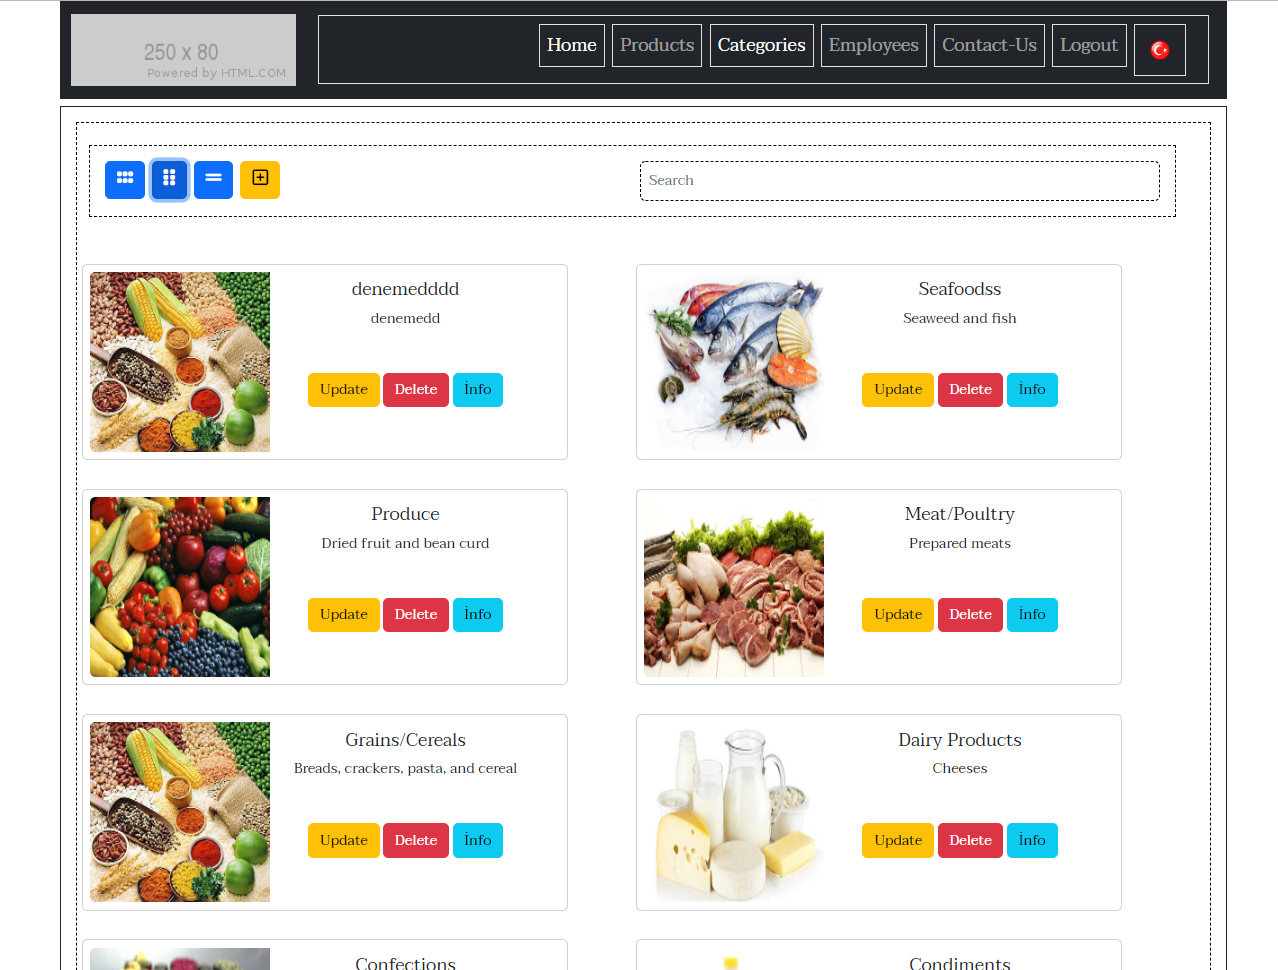 250 x 80
Powered by HTML.COM
Home Products Categories Employees Contact-Us Logout
Search
denemedddd
denemedd
Update Delete İnfo
Seafoodss
Seaweed and fish
Update Delete İnfo
Produce
Dried fruit and bean curd
Update Delete İnfo
Meat/Poultry
Prepared meats
Update Delete İnfo
Grains/Cereals
Breads, crackers, pasta, and cereal
Update Delete İnfo
Dairy Products
Cheeses
Update Delete İnfo
Confections
Condiments